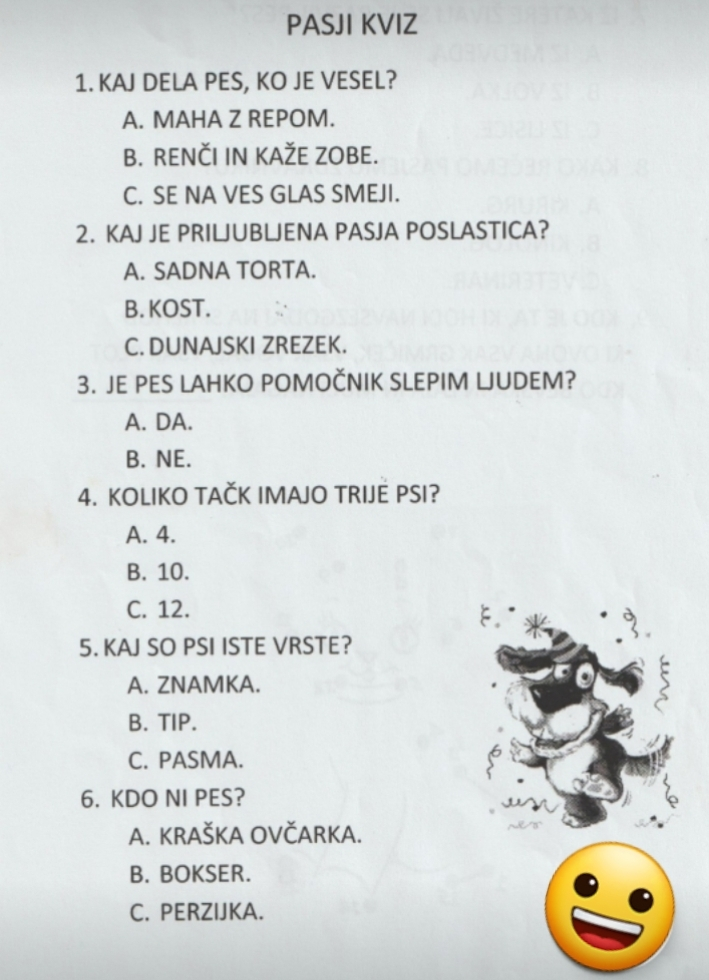 PASJI KVIZ
1. KAJ DELA PES, KO JE VESEL?
A. MAHA Z REPOM.
B. RENČI IN KAŽE ZOBE.
C. SE NA VES GLAS SMEJI.
2. KAJ JE PRILJUBLJENA PASJA POSLASTICA?
A. SADNA TORTA.
B. KOST.
C. DUNAJSKI ZREZEK.
3. JE PES LAHKO POMOČNIK SLEPIM LJUDEM?
A. DA.
B. NE.
4. KOLIKO TAČK IMAJO TRIJE PSI?
A. 4.
B. 10.
C. 12.
5. KAJ SO PSI ISTE VRSTE?
A. ZNAMKA.
B. TIP.
C. PASMA.
6. KDO NI PES?
A. KRAŠKA OVČARKA.
B. BOKSER.
C. PERZIJKA.